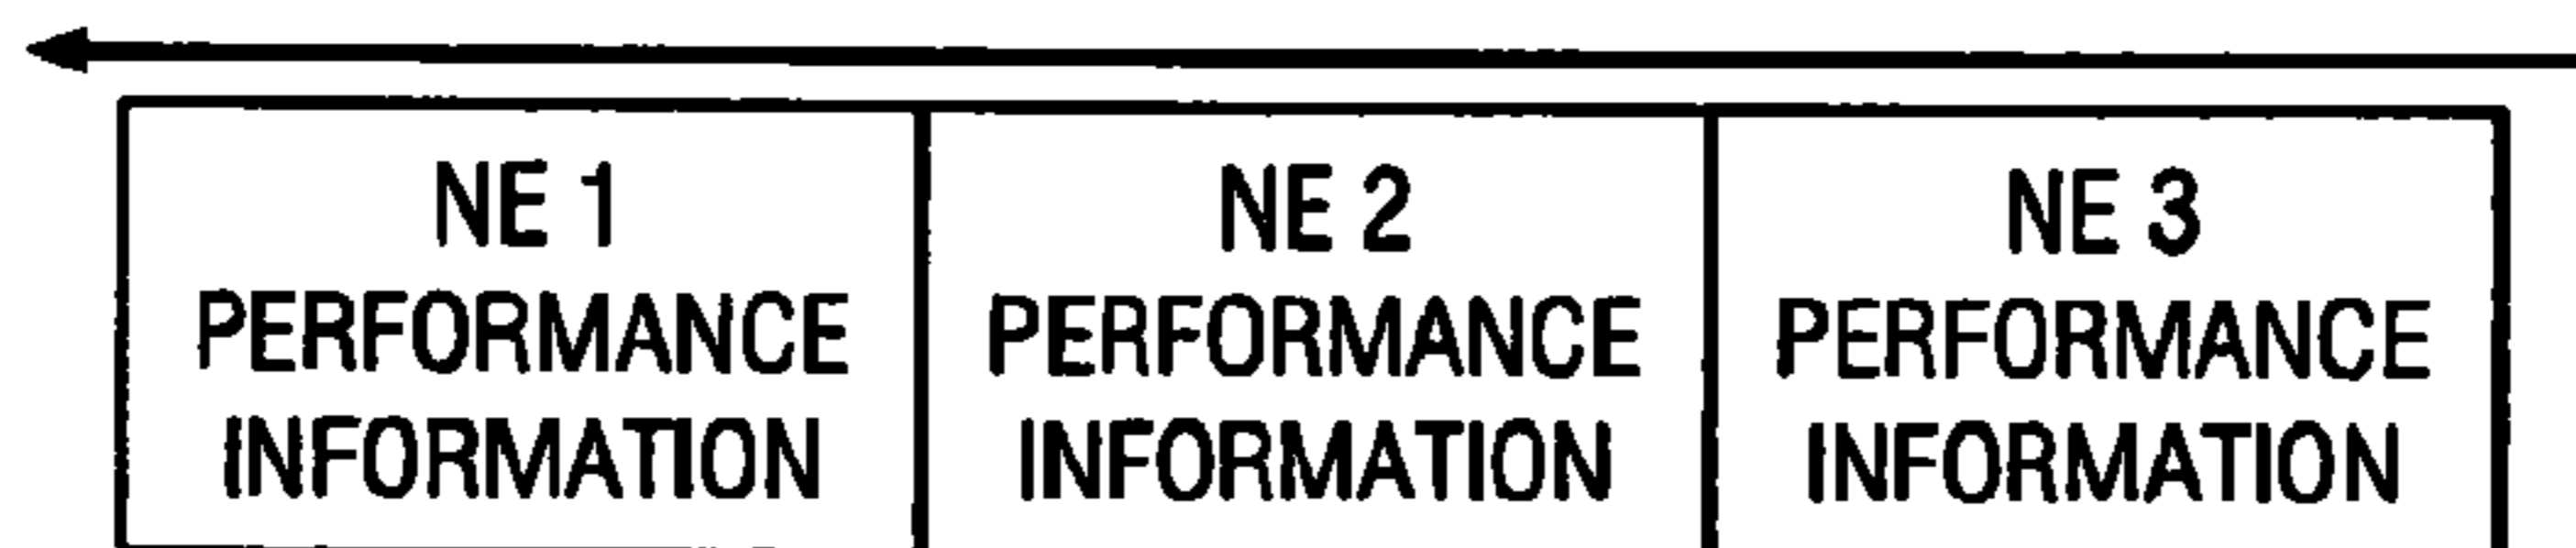 NE 1
PERFORMANCE
INFORMATION
NE 2
PERFORMANCE
INFORMATION
NE 3
PERFORMANCE
INFORMATION